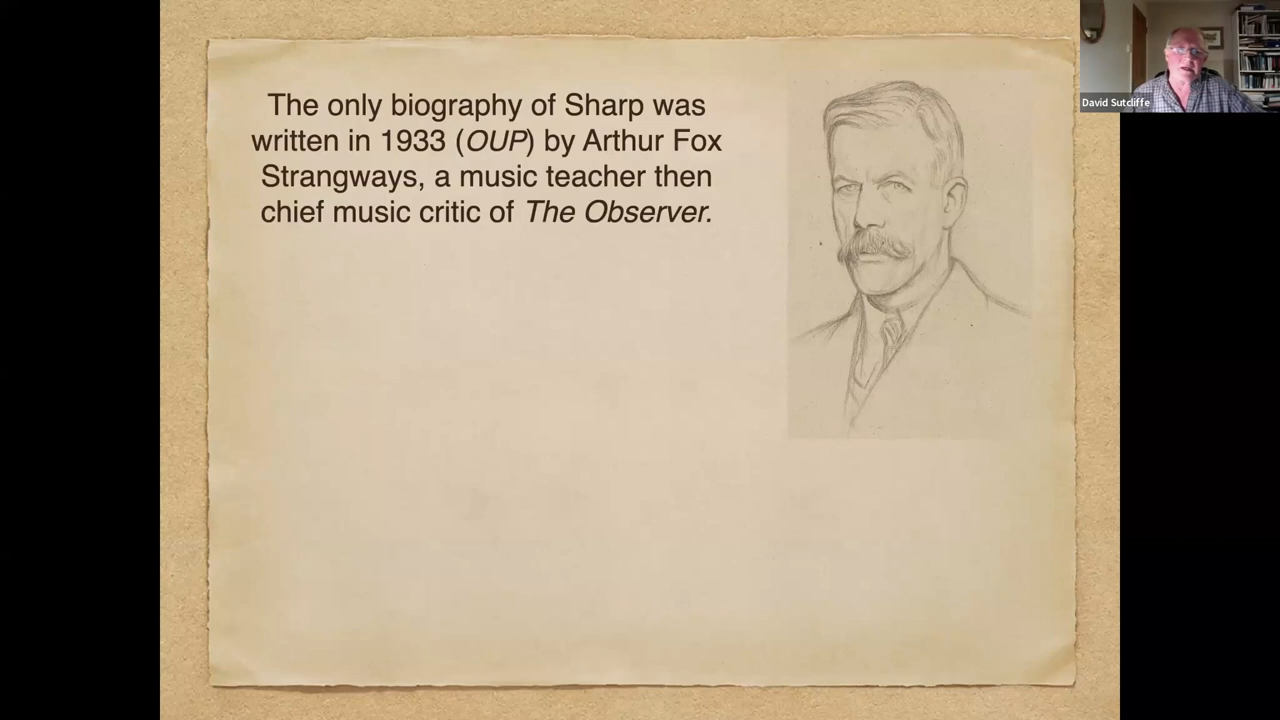 The only biography of Sharp was
written in 1933 (OUP) by Arthur Fox
Strangways, a music teacher then
chief music critic of The Observer.
David Sutcliffe